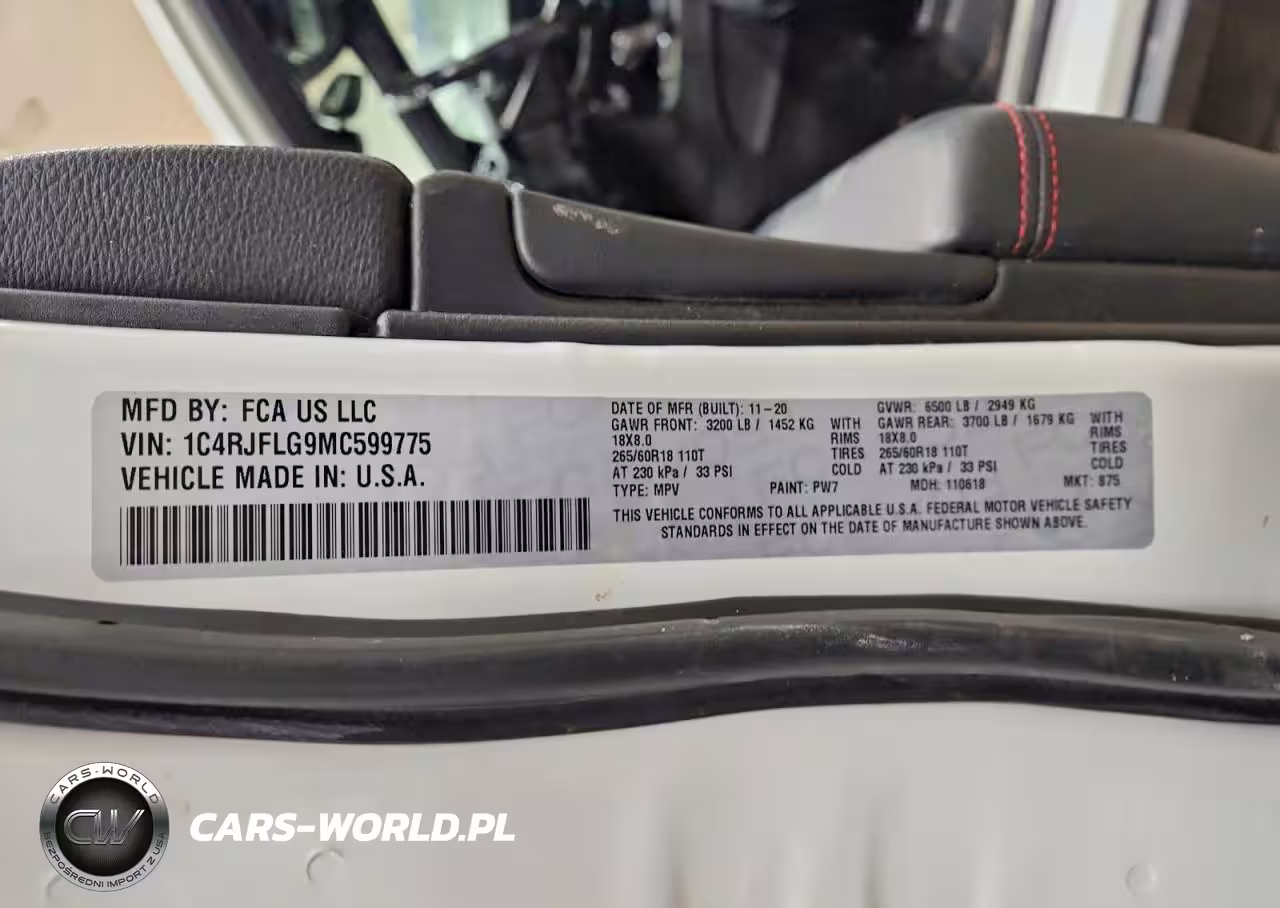 MFD BY: FCA US LLC
VIN: 1C4RJFLG9MC599775
VEHICLE MADE IN: U.S.A.
DATE OF MFR (BUILT): 11-20
GAWR FRONT: 3200 LB / 1452 KG WITH
18X8.0 RIMS
265/60R18 110T TIRES
AT 230 kPa / 33 PSI COLD
GVWR: 6500 LB / 2949 KG
GAWR REAR: 3700 LB / 1679 KG WITH
18X8.0 RIMS
265/60R18 110T TIRES
AT 230 kPa / 33 PSI COLD
TYPE: MPV PAINT: PW7 MDH: 110618 MKT: 875
THIS VEHICLE CONFORMS TO ALL APPLICABLE U.S.A. FEDERAL MOTOR VEHICLE SAFETY
STANDARDS IN EFFECT ON THE DATE OF MANUFACTURE SHOWN ABOVE.
CARS-WORLD
CW
BEZPOŚREDNI IMPORT Z USA
CARS-WORLD.PL